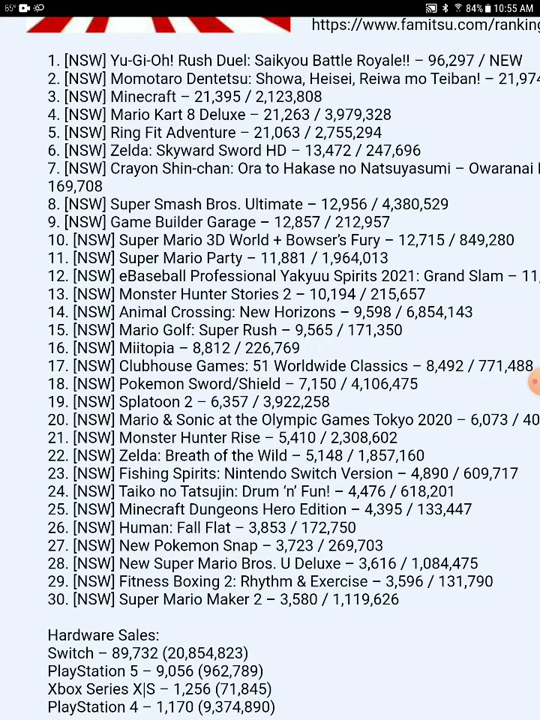 65° 84% 10:55 AM
https://www.famitsu.com/ranking
1. [NSW] Yu-Gi-Oh! Rush Duel: Saikyou Battle Royale!! – 96,297 / NEW
2. [NSW] Momotaro Dentetsu: Showa, Heisei, Reiwa mo Teiban! – 21,974
3. [NSW] Minecraft – 21,395 / 2,123,808
4. [NSW] Mario Kart 8 Deluxe – 21,263 / 3,979,328
5. [NSW] Ring Fit Adventure – 21,063 / 2,755,294
6. [NSW] Zelda: Skyward Sword HD – 13,472 / 247,696
7. [NSW] Crayon Shin-chan: Ora to Hakase no Natsuyasumi – Owaranai
169,708
8. [NSW] Super Smash Bros. Ultimate – 12,956 / 4,380,529
9. [NSW] Game Builder Garage – 12,857 / 212,957
10. [NSW] Super Mario 3D World + Bowser’s Fury – 12,715 / 849,280
11. [NSW] Super Mario Party – 11,881 / 1,964,013
12. [NSW] eBaseball Professional Yakyuu Spirits 2021: Grand Slam – 11,
13. [NSW] Monster Hunter Stories 2 – 10,194 / 215,657
14. [NSW] Animal Crossing: New Horizons – 9,598 / 6,854,143
15. [NSW] Mario Golf: Super Rush – 9,565 / 171,350
16. [NSW] Miitopia – 8,812 / 226,769
17. [NSW] Clubhouse Games: 51 Worldwide Classics – 8,492 / 771,488
18. [NSW] Pokemon Sword/Shield – 7,150 / 4,106,475
19. [NSW] Splatoon 2 – 6,357 / 3,922,258
20. [NSW] Mario & Sonic at the Olympic Games Tokyo 2020 – 6,073 / 40
21. [NSW] Monster Hunter Rise – 5,410 / 2,308,602
22. [NSW] Zelda: Breath of the Wild – 5,148 / 1,857,160
23. [NSW] Fishing Spirits: Nintendo Switch Version – 4,890 / 609,717
24. [NSW] Taiko no Tatsujin: Drum ‘n’ Fun! – 4,476 / 618,201
25. [NSW] Minecraft Dungeons Hero Edition – 4,395 / 133,447
26. [NSW] Human: Fall Flat – 3,853 / 172,750
27. [NSW] New Pokemon Snap – 3,723 / 269,703
28. [NSW] New Super Mario Bros. U Deluxe – 3,616 / 1,084,475
29. [NSW] Fitness Boxing 2: Rhythm & Exercise – 3,596 / 131,790
30. [NSW] Super Mario Maker 2 – 3,580 / 1,119,626
Hardware Sales:
Switch – 89,732 (20,854,823)
PlayStation 5 – 9,056 (962,789)
Xbox Series X|S – 1,256 (71,845)
PlayStation 4 – 1,170 (9,374,890)